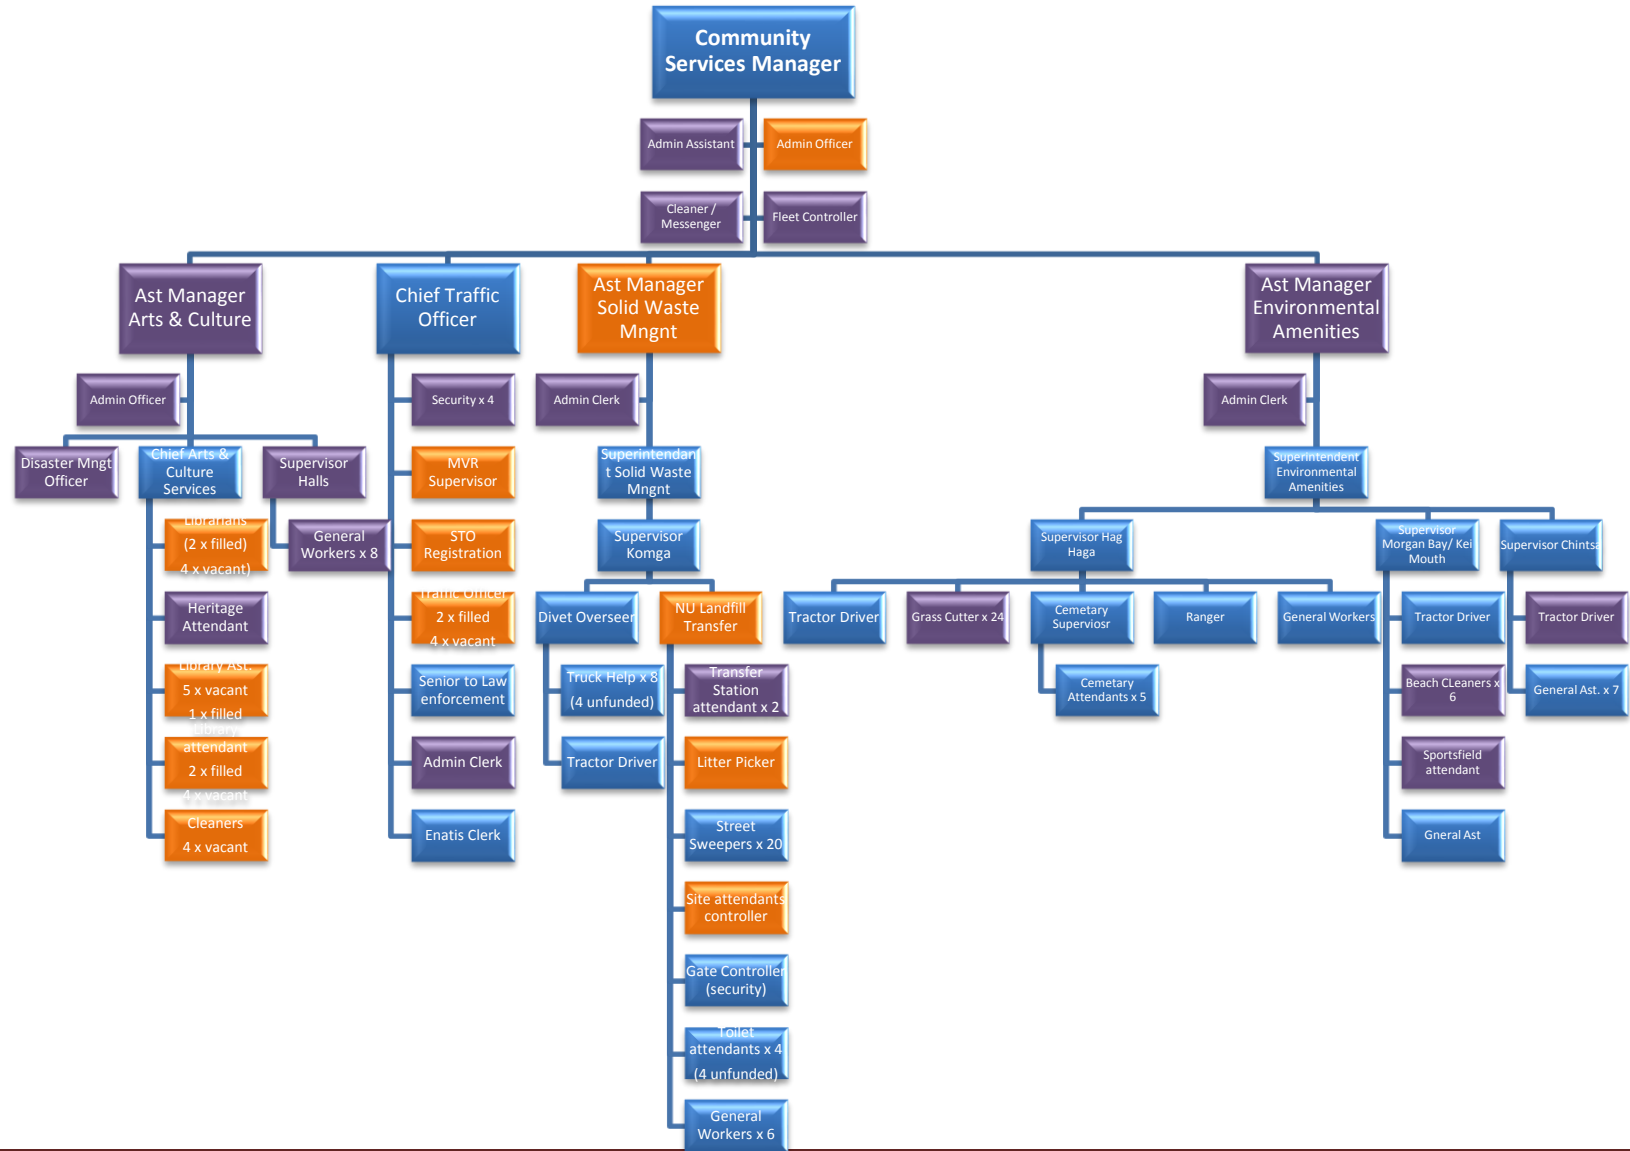 Community
Services Manager
Admin Assistant
Admin Officer
Cleaner /
Messenger
Fleet Controller
Ast Manager
Arts & Culture
Chief Traffic
Officer
Ast Manager
Solid Waste
Mngnt
Ast Manager
Environmental
Amenities
Admin Officer
Security x 4
Admin Clerk
Admin Clerk
Disaster Mngt
Officer
Chief Arts &
Culture
Services
Supervisor
Halls
MVR
Supervisor
Superintendan
t Solid Waste
Mngnt
Superintendent
Environmental
Amenities
Librarians
(2 x filled)
4 x vacant)
General
Workers x 8
STO
Registration
Supervisor
Komga
Supervisor Hag
Haga
Supervisor
Morgan Bay/ Kei
Mouth
Supervisor Chintsa
Heritage
Attendant
Traffic Officer
2 x filled
4 x vacant
Divet Overseer
NU Landfill
Transfer
Tractor Driver
Grass Cutter x 24
Cemetary
Superviosr
Ranger
General Workers
Tractor Driver
Tractor Driver
Library Ast.
5 x vacant
1 x filled
Senior to Law
enforcement
Truck Help x 8
(4 unfunded)
Transfer
Station
attendant x 2
Cemetary
Attendants x 5
Beach CLeaners x
6
General Ast. x 7
Library
attendant
2 x filled
4 x vacant
Admin Clerk
Tractor Driver
Litter Picker
Sportsfield
attendant
Cleaners
4 x vacant
Enatis Clerk
Street
Sweepers x 20
Gneral Ast
Site attendants
controller
Gate Controller
(security)
Toilet
attendants x 4
(4 unfunded)
General
Workers x 6